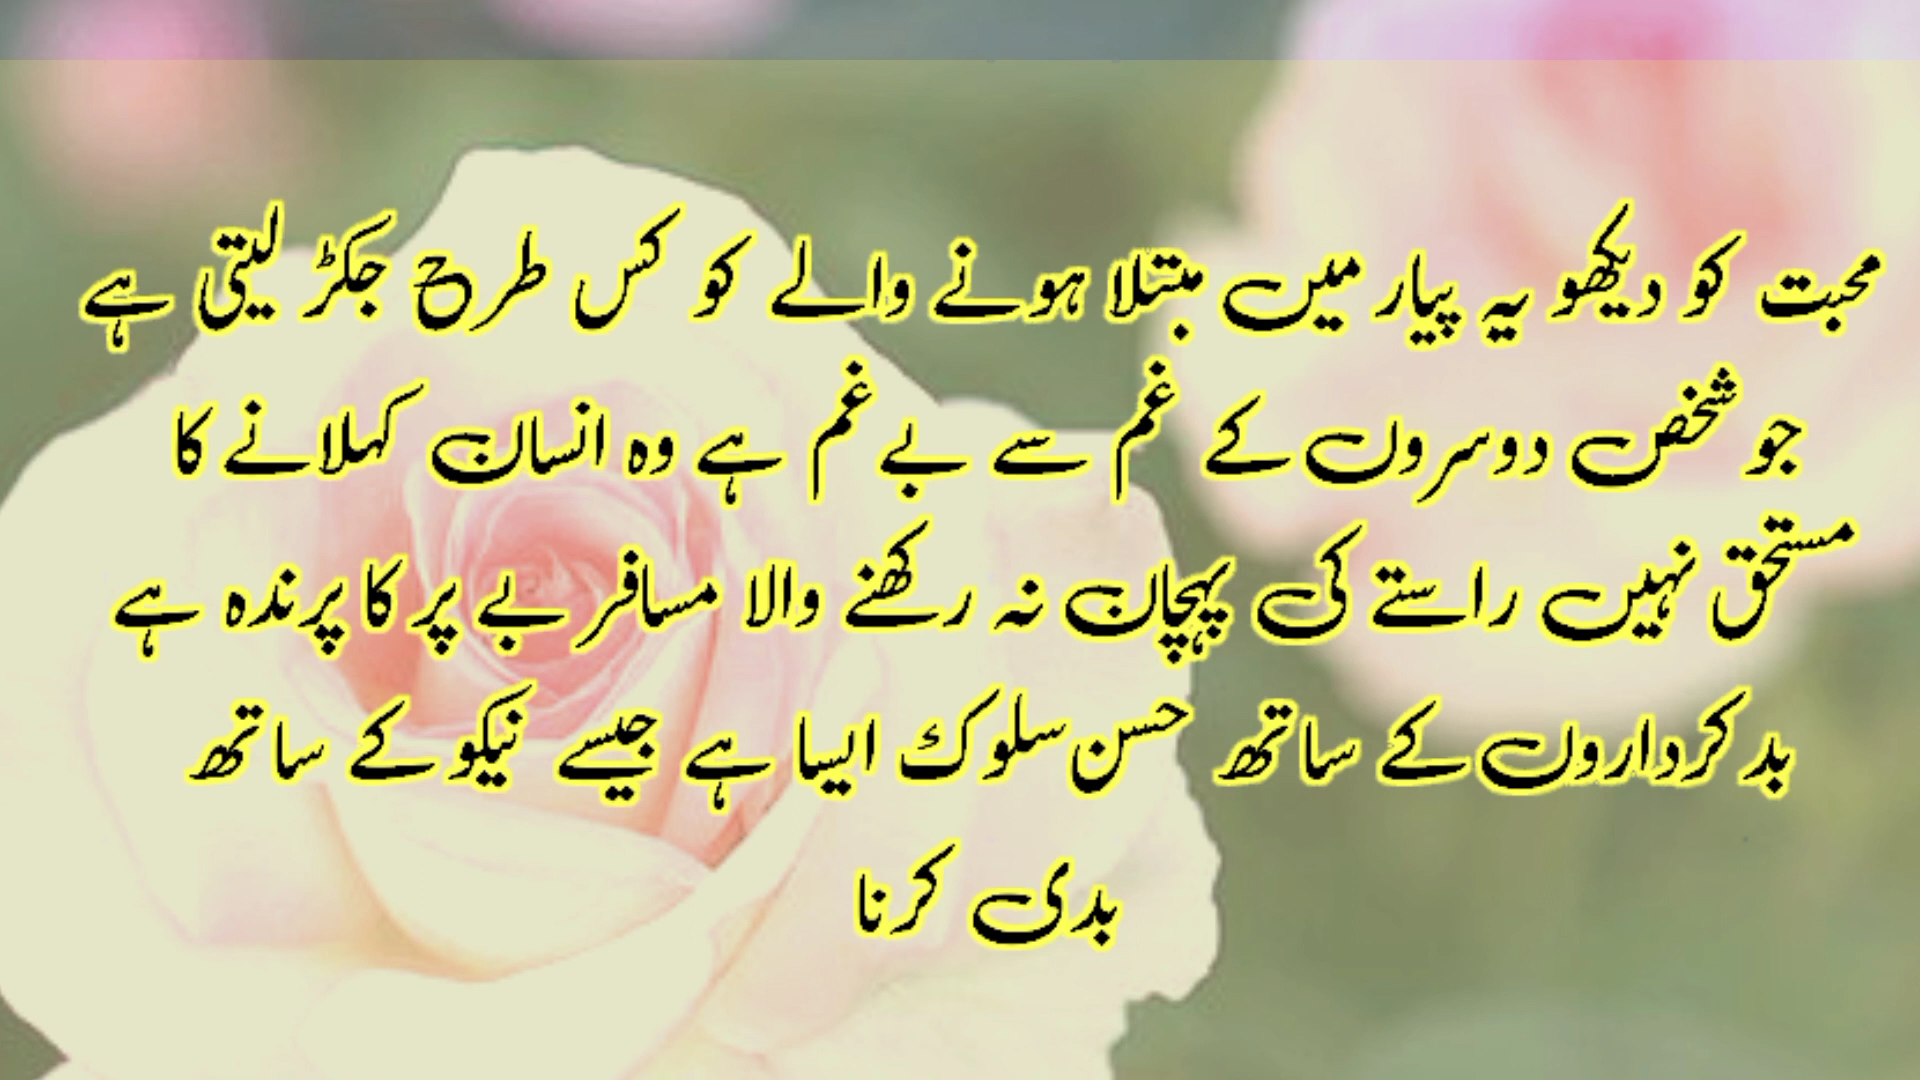 محبت کو دیکھو یہ پیار میں مبتلا ہونے والے کو کس طرح جکڑ لیتی ہے
جو شخص دوسروں کے غم سے بے غم ہے وہ انسان کہلانے کا
مستحق نہیں راستے کی پہچان نہ رکھنے والا مسافر بے پر کا پرندہ ہے
بد کرداروں کے ساتھ حسن سلوک ایسا ہے جیسے نیکو کے ساتھ
بدی کرنا